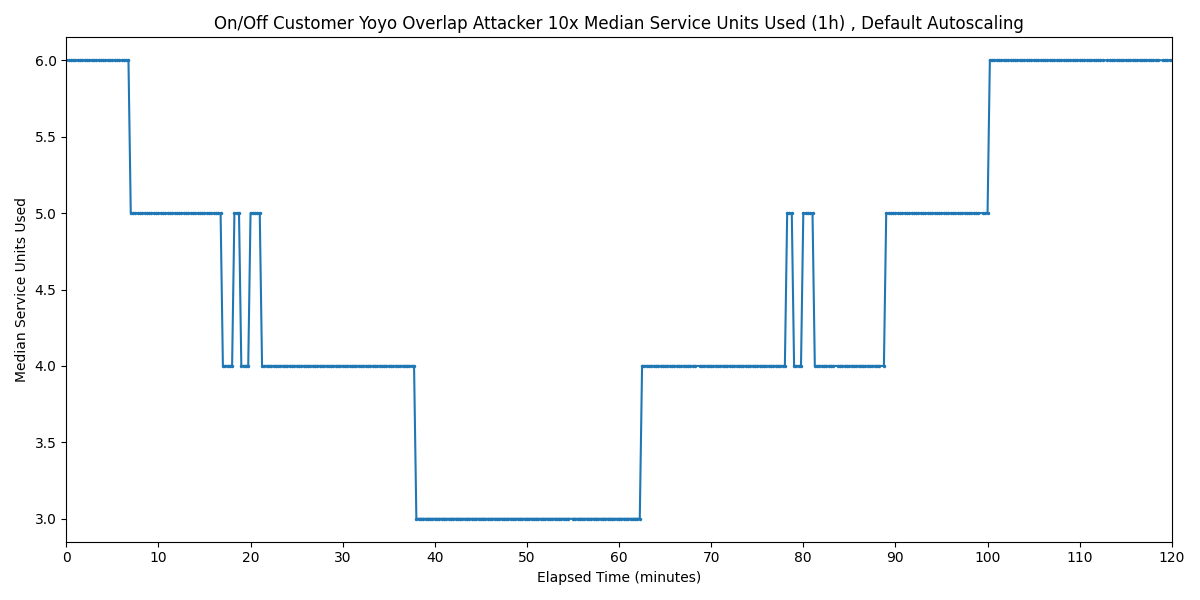 On/Off Customer Yoyo Overlap Attacker 10x Median Service Units Used (1h) , Default Autoscaling
6.0
5.5
5.0
4.5
4.0
3.5
3.0
Median Service Units Used
0 10 20 30 40 50 60 70 80 90 100 110 120
Elapsed Time (minutes)